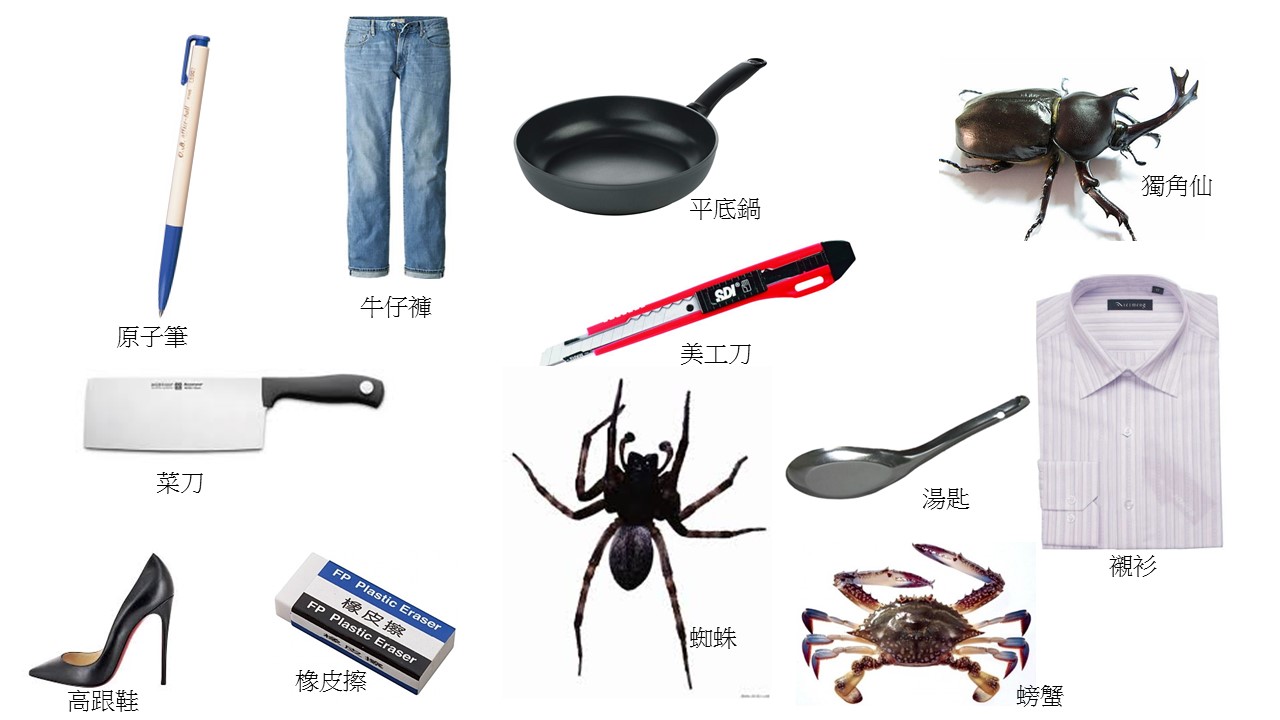 原子筆
牛仔褲
平底鍋
獨角仙
SDI
美工刀
菜刀
湯匙
襯衫
高跟鞋
FP Plastic Eraser
橡皮擦
FP Plastic Eraser
橡皮擦
蜘蛛
螃蟹